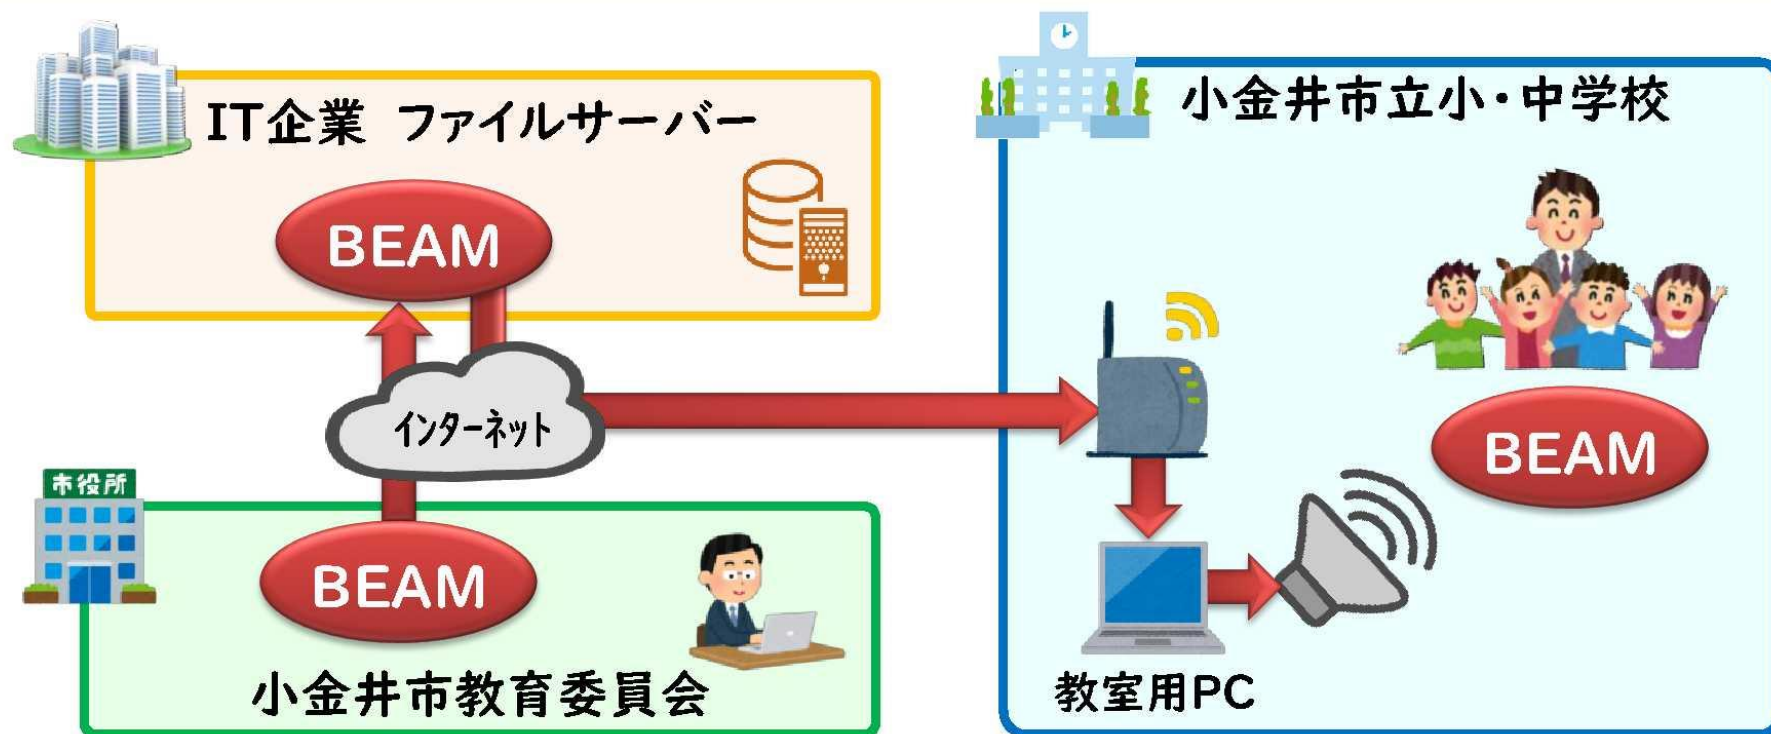 IT企業 ファイルサーバー
BEAM
インターネット
市役所
BEAM
小金井市教育委員会
小金井市立小・中学校
BEAM
教室用PC